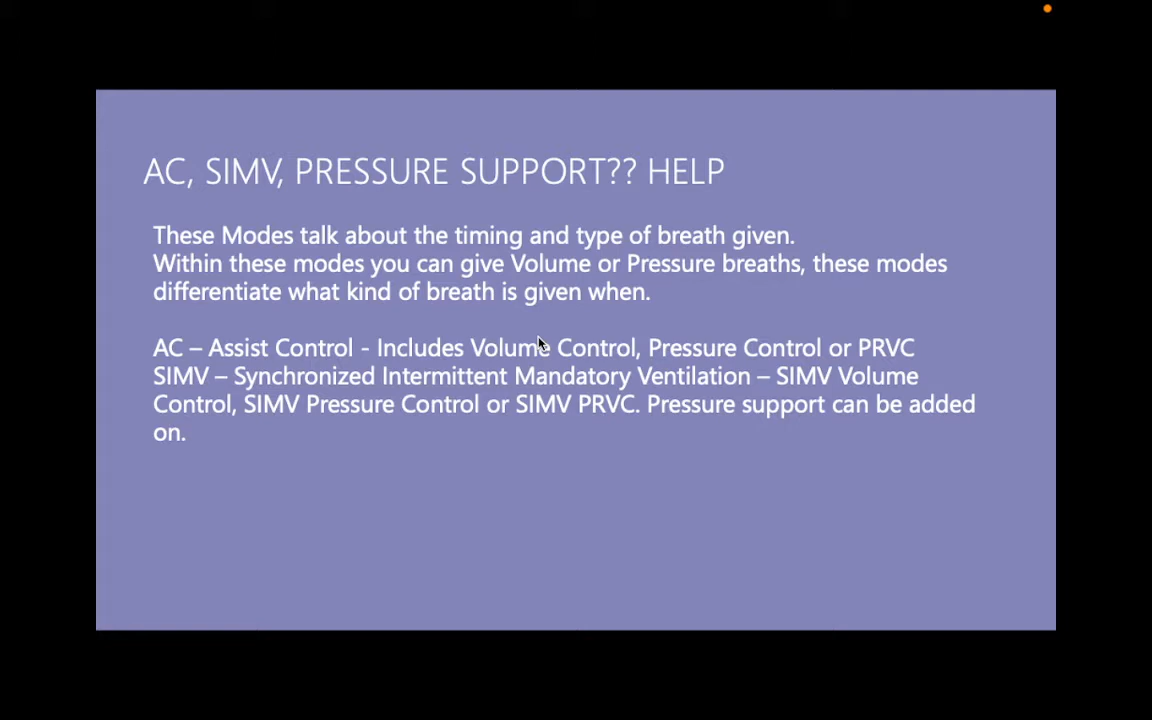 AC, SIMV, PRESSURE SUPPORT?? HELP
These Modes talk about the timing and type of breath given.
Within these modes you can give Volume or Pressure breaths, these modes
differentiate what kind of breath is given when.
AC – Assist Control - Includes Volume Control, Pressure Control or PRVC
SIMV – Synchronized Intermittent Mandatory Ventilation – SIMV Volume
Control, SIMV Pressure Control or SIMV PRVC. Pressure support can be added
on.